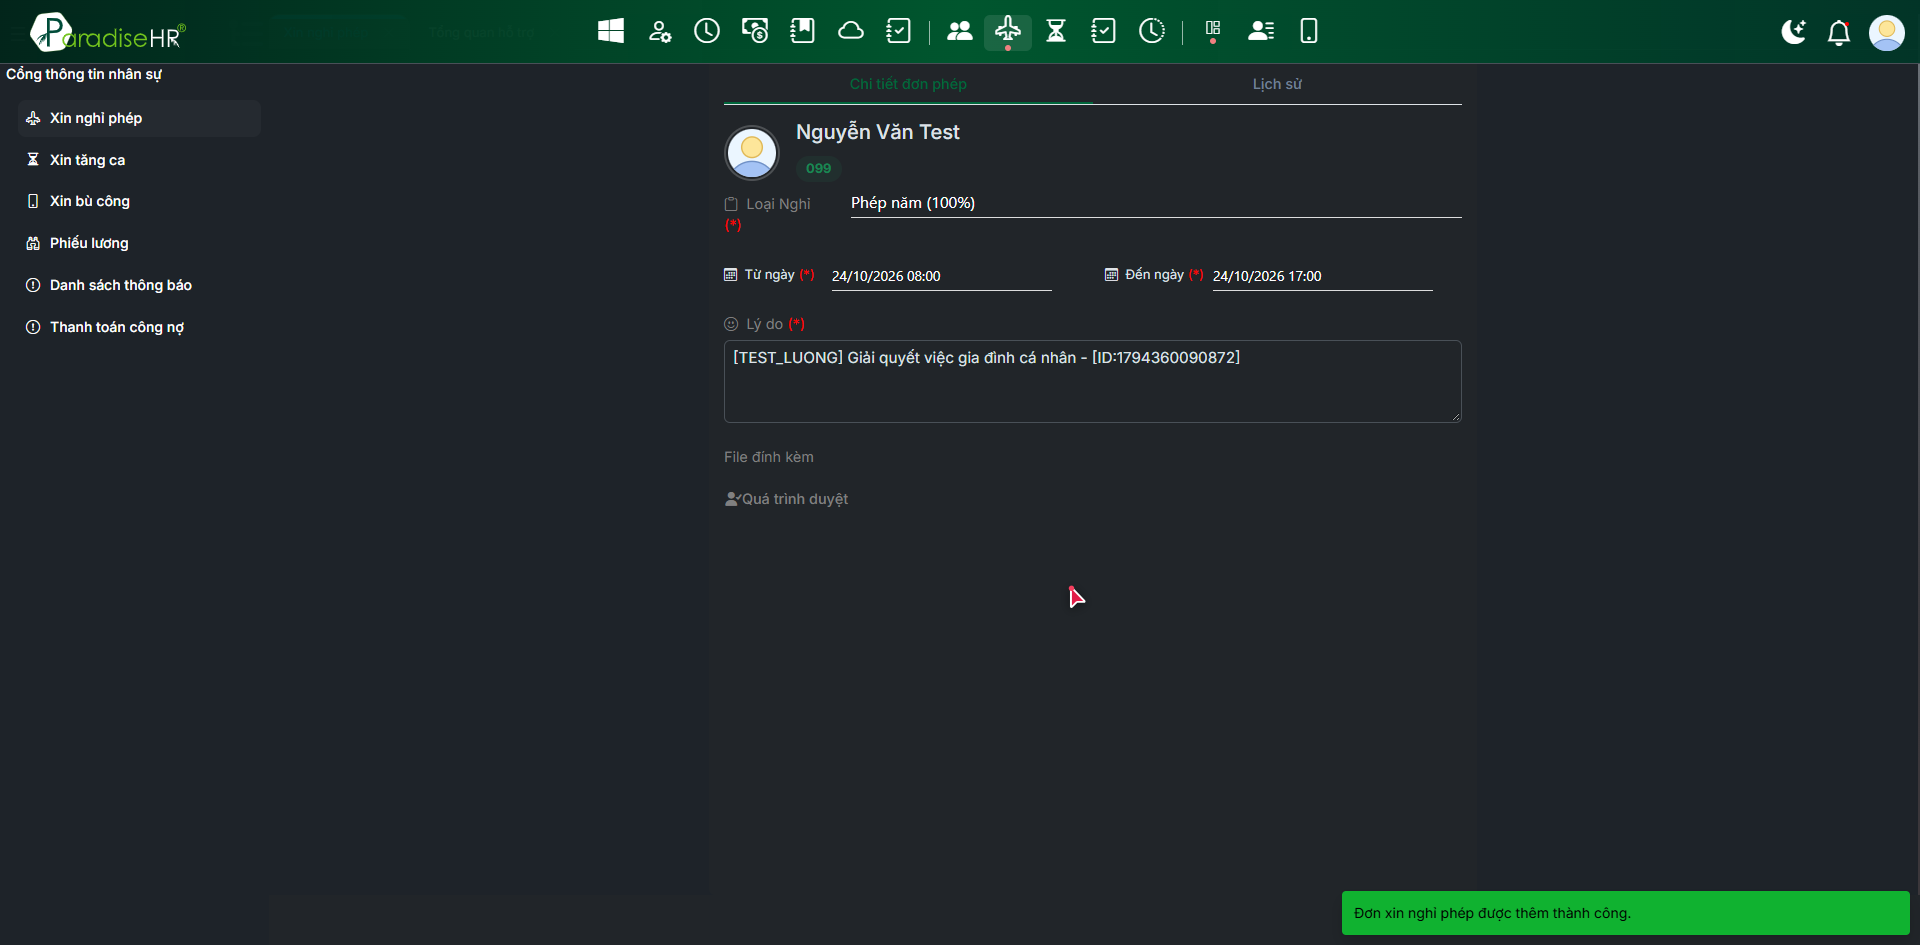 ParadiseHR®
Tổng quan hỗ trợ
Cổng thông tin nhân sự
Xin nghỉ phép
Xin tăng ca
Xin bù công
Phiếu lương
Danh sách thông báo
Thanh toán công nợ
Chi tiết đơn phép
Lịch sử
Nguyễn Văn Test
099
Loại Nghỉ (*)
Phép năm (100%)
Từ ngày (*) 24/10/2026 08:00
Đến ngày (*) 24/10/2026 17:00
Lý do (*)
[TEST_LUONG] Giải quyết việc gia đình cá nhân - [ID:1794360090872]
File đính kèm
Quá trình duyệt
Đơn xin nghỉ phép được thêm thành công.